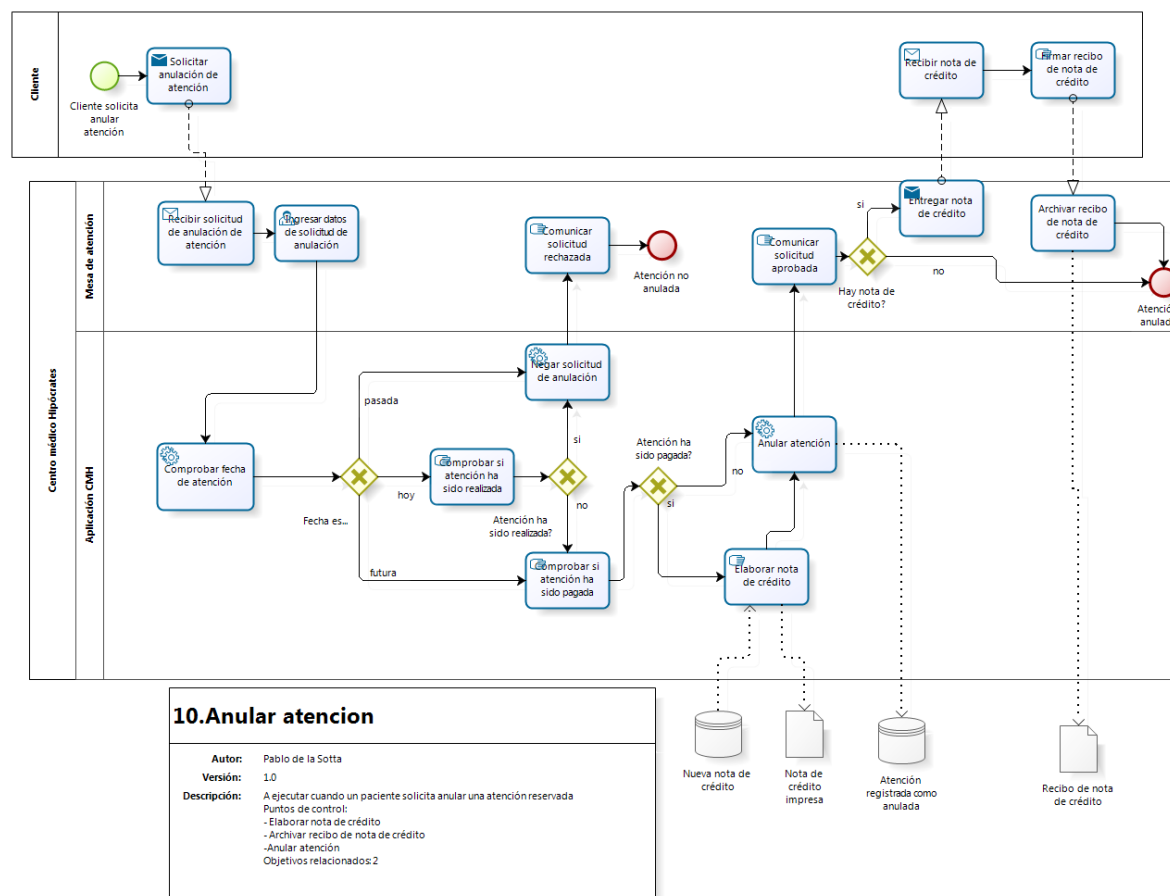 Cliente
Cliente solicita
anular
atención
Solicitar
anulación de
atención
Recibir nota de
crédito
Firmar recibo
de nota de
crédito
Centro médico Hipócrates
Mesa de atención
Recibir solicitud
de anulación de
atención
Ingresar datos
de solicitud de
anulación
Comunicar
solicitud
rechazada
Atención no
anulada
Comunicar
solicitud
aprobada
si
Hay nota de
crédito?
no
Entregar nota
de crédito
Archivar recibo
de nota de
crédito
Atenció
anulad
Aplicación CMH
Comprobar fecha
de atención
Fecha es...
pasada
hoy
futura
Negar solicitud
de anulación
Comprobar si
atención ha
sido realizada
si
no
Atención ha
sido realizada?
Comprobar si
atención ha
sido pagada
Atención ha
sido pagada?
no
si
Anular atención
Elaborar nota
de crédito
Nueva nota de
crédito
Nota de
crédito
impresa
Atención
registrada como
anulada
Recibo de nota
de crédito
10.Anular atencion
Autor: Pablo de la Sotta
Versión: 1.0
Descripción: A ejecutar cuando un paciente solicita anular una atención reservada
Puntos de control:
- Elaborar nota de crédito
- Archivar recibo de nota de crédito
-Anular atención
Objetivos relacionados:2